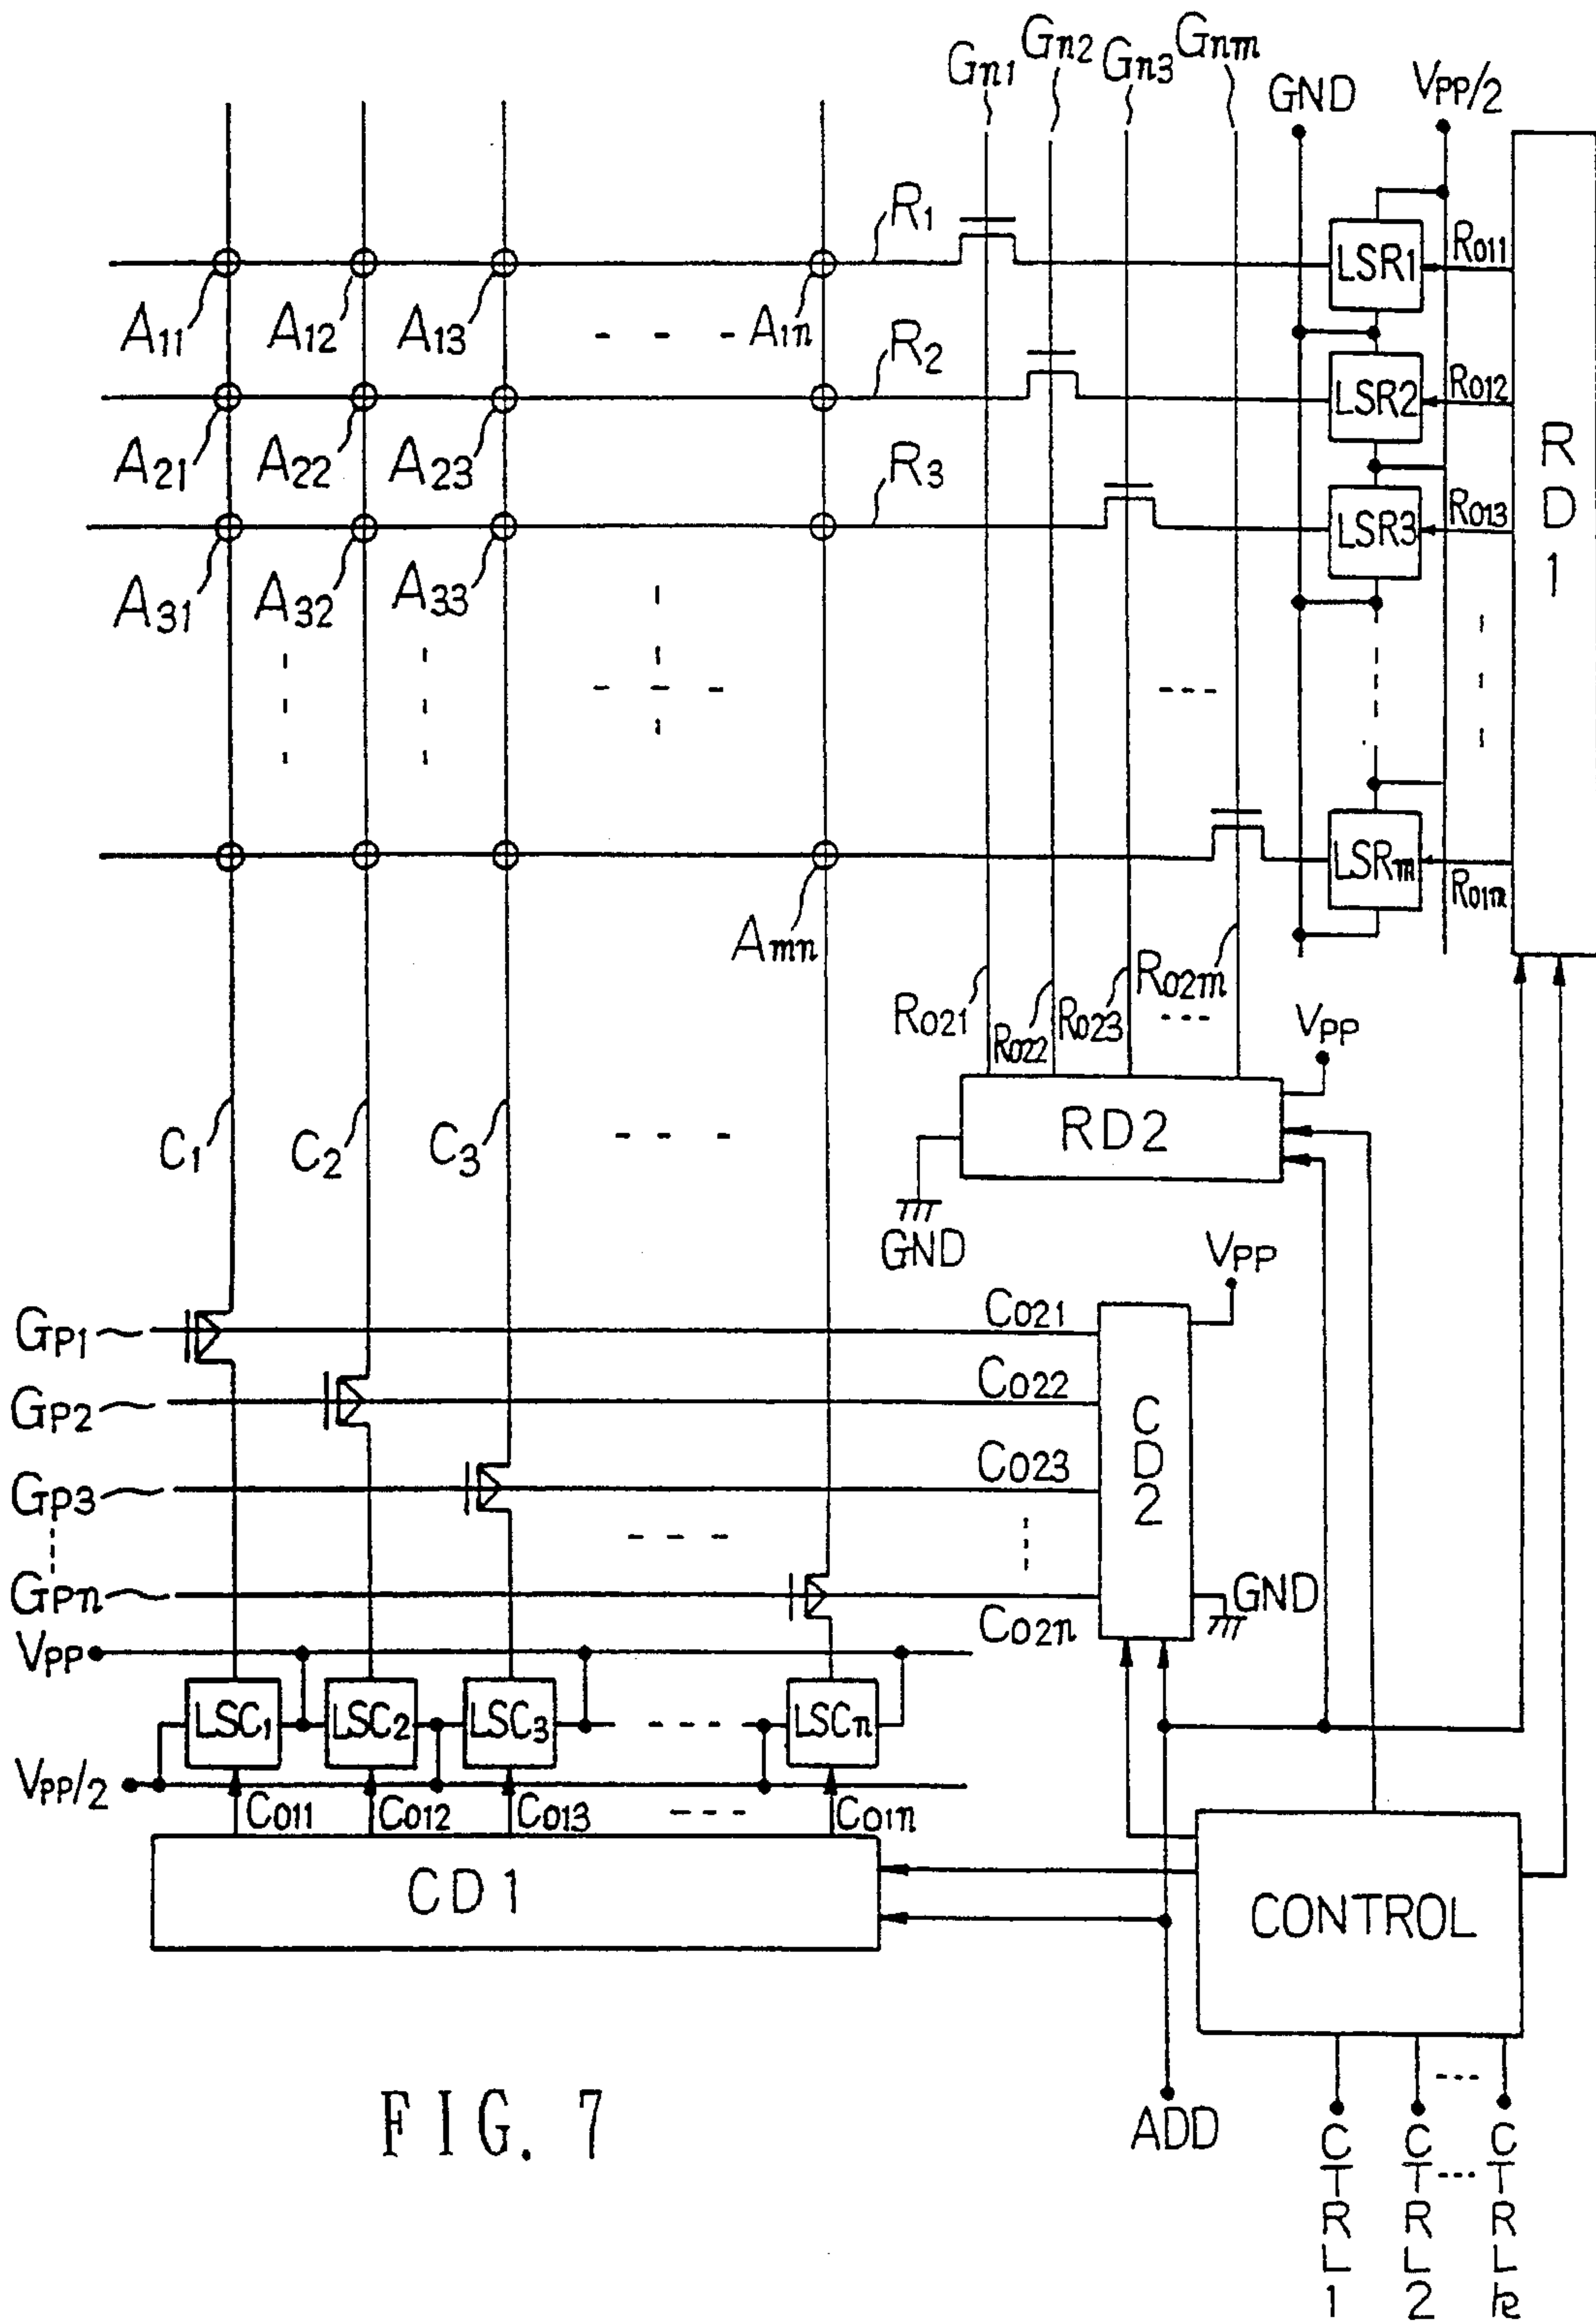 Gn1 Gn2 Gn3 Gnm GND VPP/2
R1 LSR1 R011
A11 A12 A13 - - - A1n
R2 LSR2 R012
A21 A22 A23
R3 LSR3 R013
A31 A32 A33
RD1
LSRm R01m
Amn
R021 R022 R023 R02m
VPP
RD2
C1 C2 C3 - - -
GND
VPP
GP1 C021
GP2 C022
CD2
GP3 C023
GPn C02n GND
VPP
LSC1 LSC2 LSC3 - - - LSCn
VPP/2
C011 C012 C013 - - - C01n
CD1
CONTROL
FIG. 7
ADD
CTRL1 CTRL2 --- CTRLk